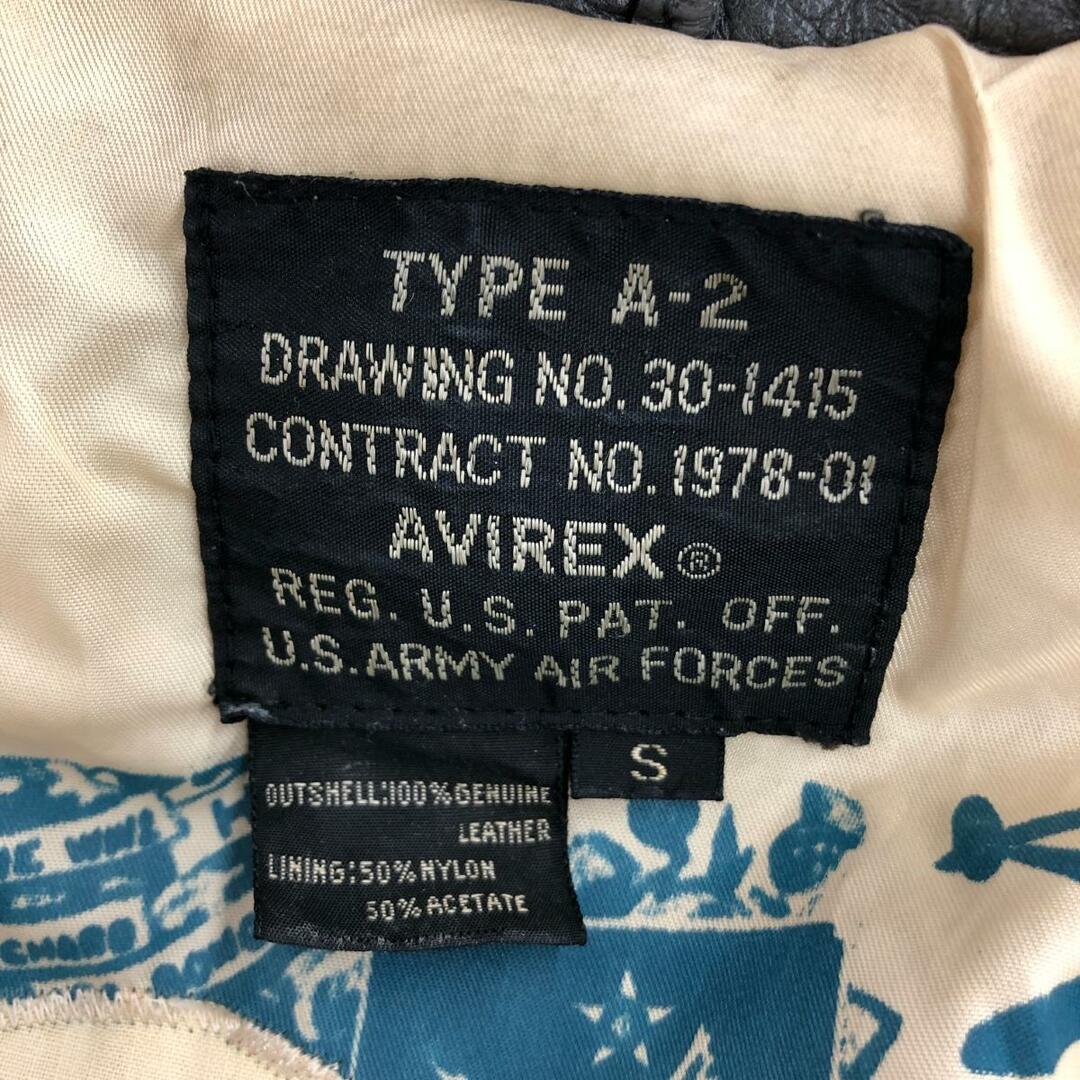 TYPE A-2
DRAWING NO. 30-1415
CONTRACT NO. 1978-01
AVIREX®
REG. U.S. PAT. OFF.
U.S. ARMY AIR FORCES
S
OUTSHELL:100%GENUINE
LEATHER
LINING:50%NYLON
50%ACETATE